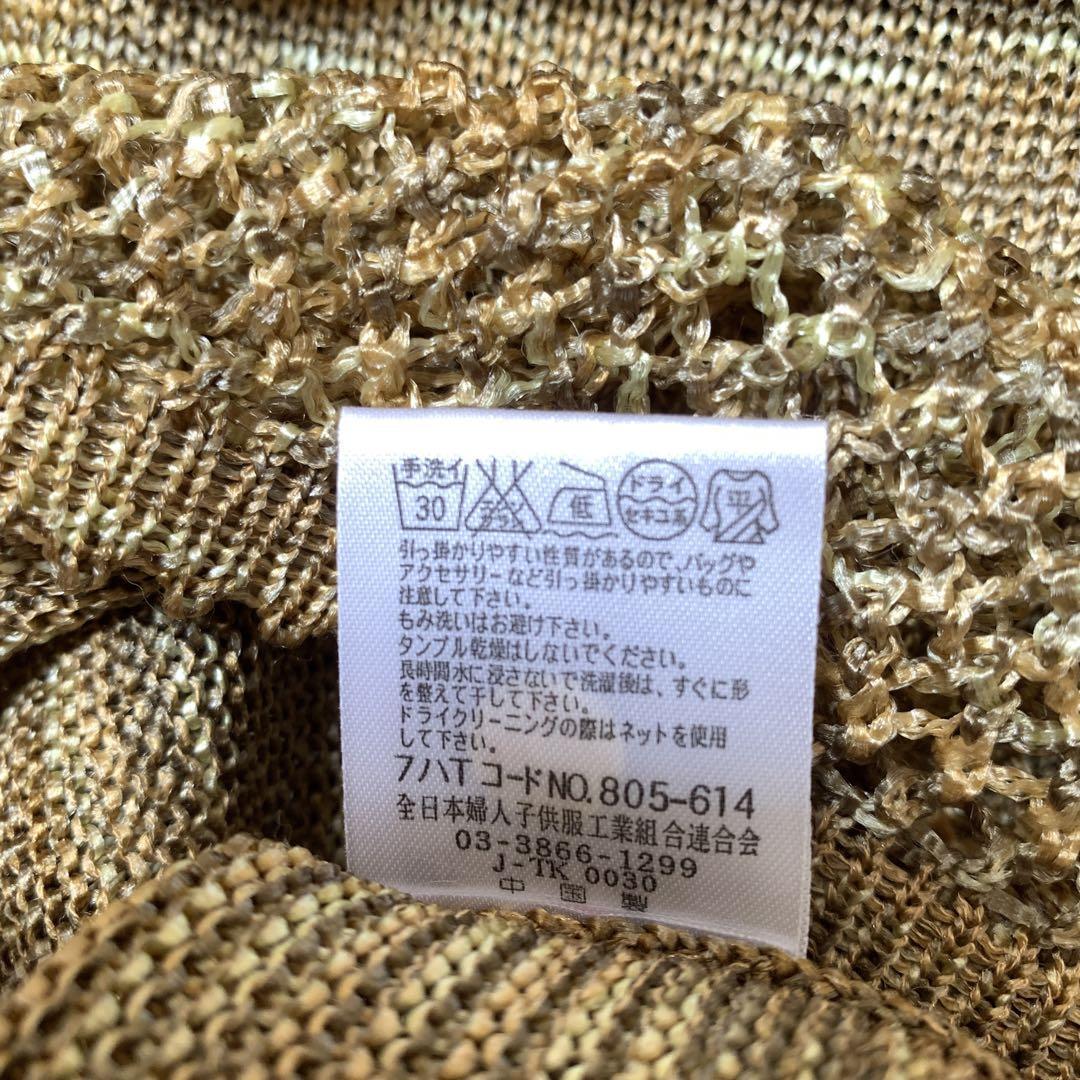 手洗イ
30
エンソ
サラシ
低
ドライ
セキユ系
平
引っ掛かりやすい性質があるので、バッグや
アクセサリーなど引っ掛かりやすいものに
注意して下さい。
もみ洗いはお避け下さい。
タンブル乾燥はしないでください。
長時間水に浸さないで洗濯後は、すぐに形
を整えて干して下さい。
ドライクリーニングの際はネットを使用
して下さい。
7ハT コードNO.805-614
全日本婦人子供服工業組合連合会
03-3866-1299
J-TK 0030
中国製